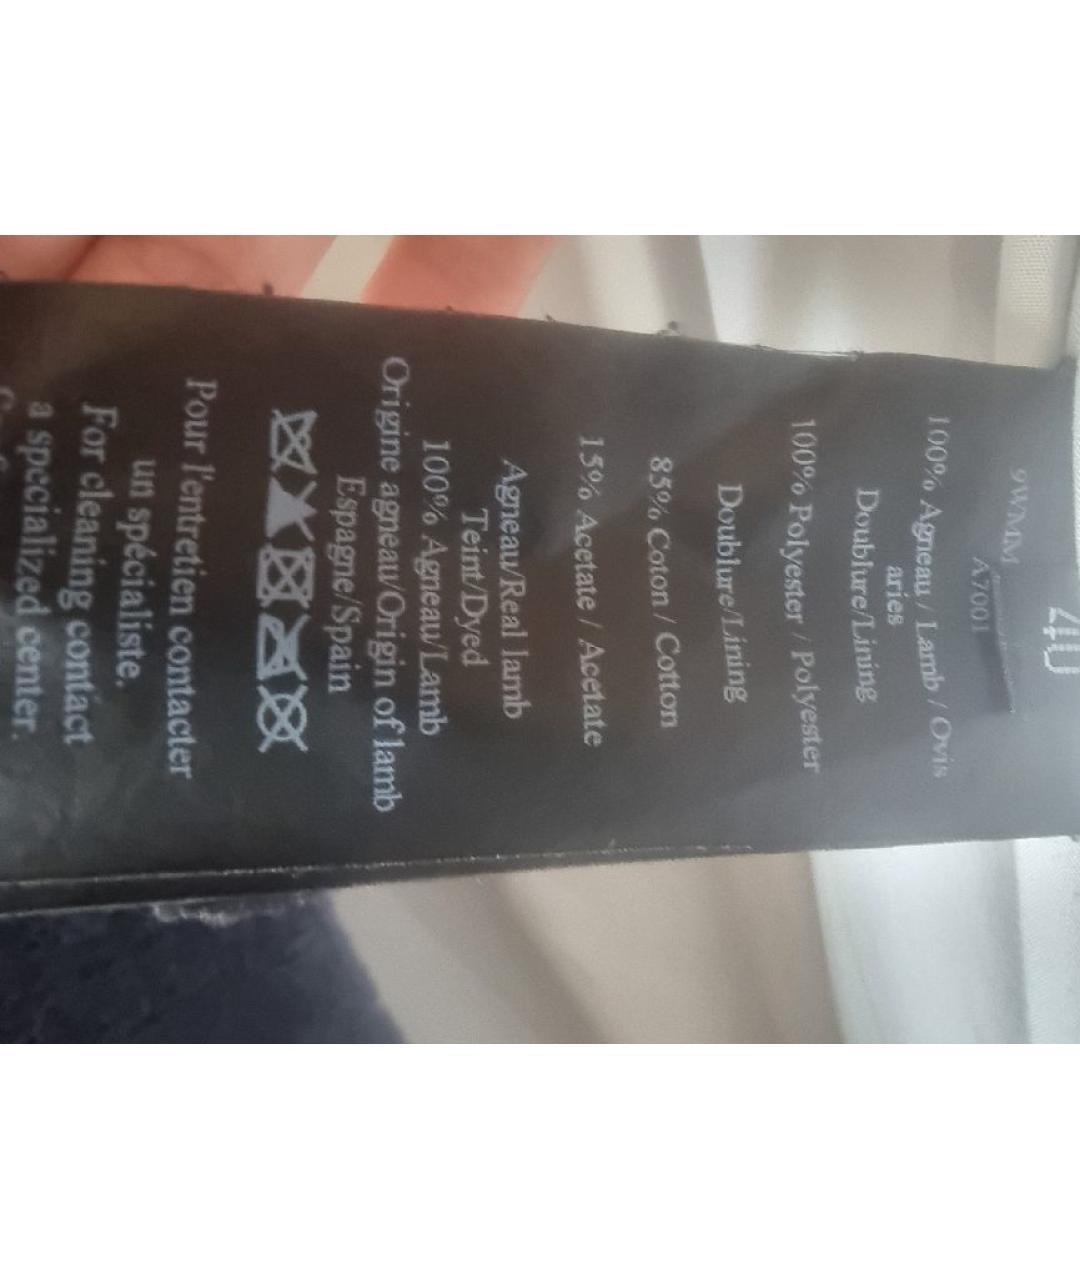 40
9WMM
A7001
100% Agneau / Lamb / Ovis
aries
Doublure/Lining
100% Polyester / Polyester
Doublure/Lining
85% Coton / Cotton
15% Acetate / Acetate
Agneau/Real lamb
Teint/Dyed
100% Agneau/Lamb
Origine agneau/Origin of lamb
Espagne/Spain
Pour l'entretien contacter
un spécialiste.
For cleaning contact
a specialized center.